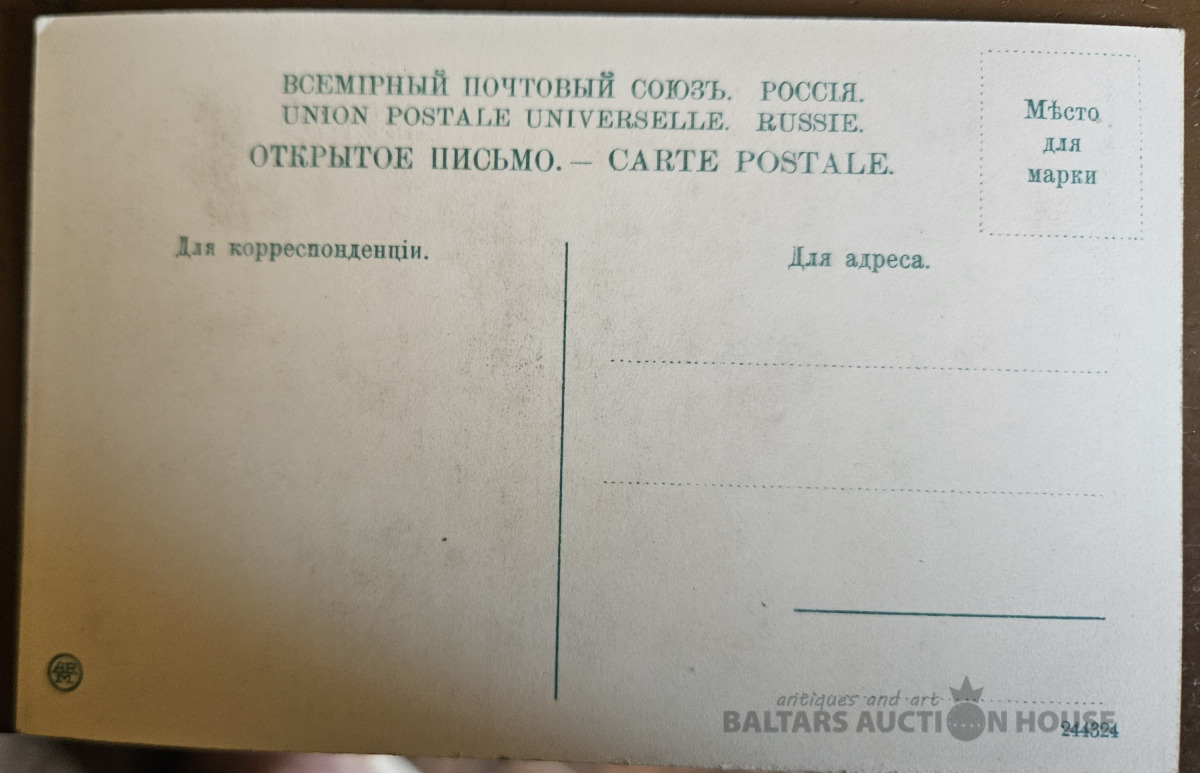 ВСЕМІРНЫЙ ПОЧТОВЫЙ СОЮЗЪ. РОССІЯ.
UNION POSTALE UNIVERSELLE. RUSSIE.
ОТКРЫТОЕ ПИСЬМО. — CARTE POSTALE.
Мѣсто
для
марки
Для корреспонденціи.
Для адреса.
antiques and art
BALTARS AUCTION HOUSE
244324